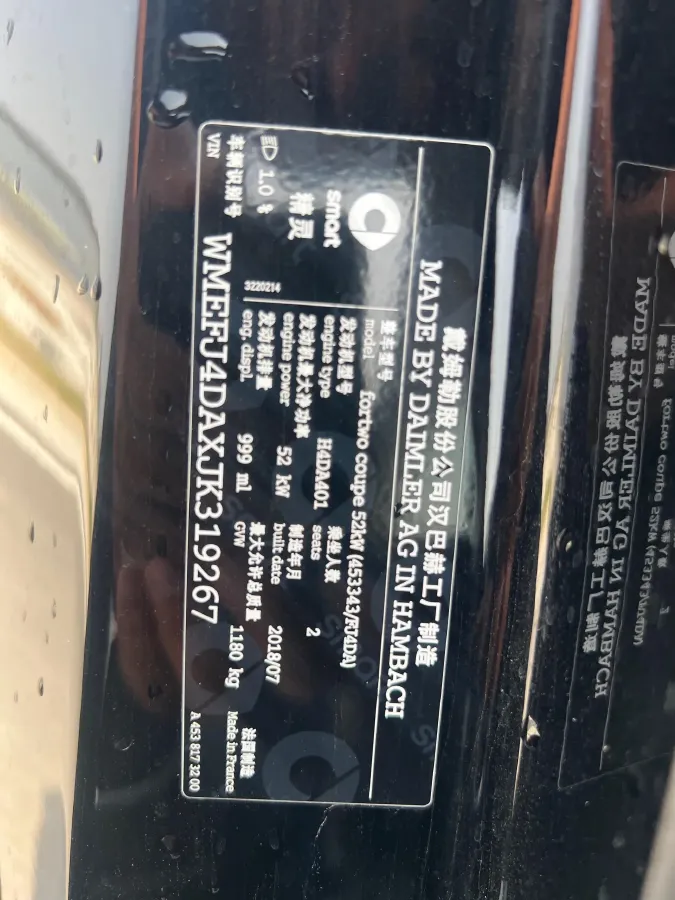 戴姆勒股份公司汉巴赫工厂制造
MADE BY DAIMLER AG IN HAMBACH
smart
精灵
1.0 %
3220214
整车型号
model fortwo coupe 52kW (453343/FJ4DA)
发动机型号 乘坐人数
engine type H4DA401 seats 2
发动机最大净功率 制造年月
engine power 52 kW built date 2018/07
发动机排量 最大允许总质量 法国制造
eng. displ. 999 ml GVW 1180 kg Made in France
车辆识别号
VIN WMEFJ4DAXJK319267
A 453 817 32 00